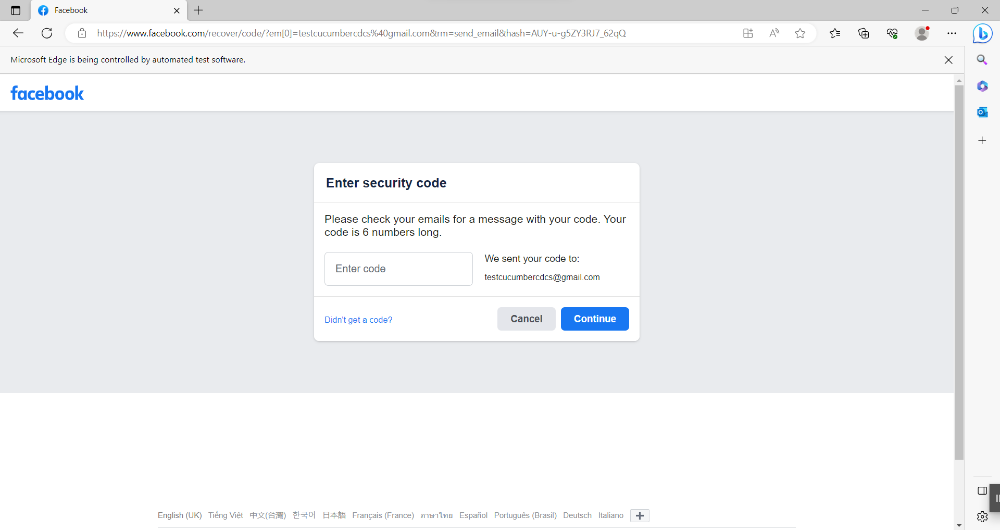 Facebook
https://www.facebook.com/recover/code/?em[0]=testcucumbercdcs%40gmail.com&rm=send_email&hash=AUY-u-g5ZY3RJ7_62qQ
Microsoft Edge is being controlled by automated test software.
facebook
Enter security code
Please check your emails for a message with your code. Your
code is 6 numbers long.
Enter code
We sent your code to:
testcucumbercdcs@gmail.com
Didn't get a code?
Cancel
Continue
English (UK) Tiếng Việt 中文(台灣) 한국어 日本語 Français (France) ภาษาไทย Español Português (Brasil) Deutsch Italiano